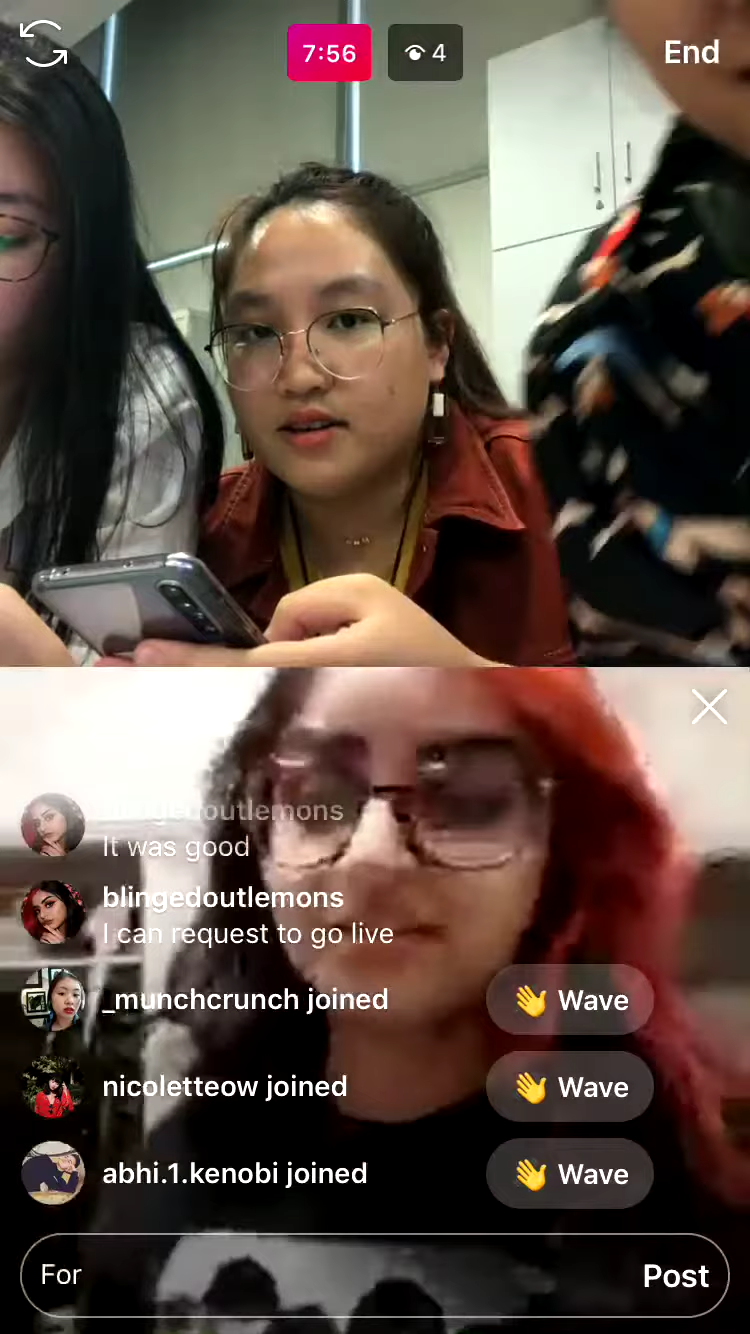 7:56
4
End
blingedoutlemons
It was good
blingedoutlemons
I can request to go live
_munchcrunch joined
👋 Wave
nicoletteow joined
👋 Wave
abhi.1.kenobi joined
👋 Wave
For
Post